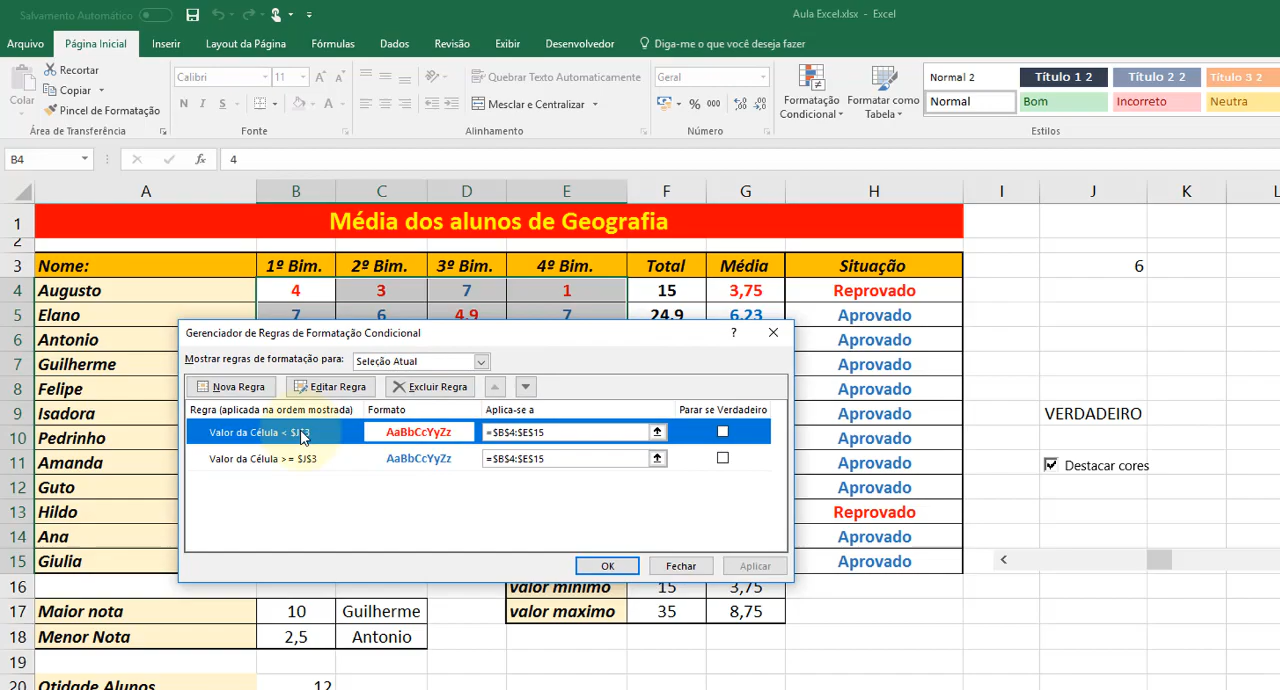 Salvamento Automático
Aula Excel.xlsx - Excel
Arquivo Página Inicial Inserir Layout da Página Fórmulas Dados Revisão Exibir Desenvolvedor Diga-me o que você deseja fazer
Colar
Recortar
Copiar
Pincel de Formatação
Área de Transferência
Calibri 11
N I S
Fonte
Quebrar Texto Automaticamente
Mesclar e Centralizar
Alinhamento
Geral
% 000
Número
Formatação Condicional
Formatar como Tabela
Normal 2 Título 1 2 Título 2 2 Título 3 2
Normal Bom Incorreto Neutra
Estilos
B4 fx 4
A B C D E F G H I J K L
1 Média dos alunos de Geografia
2
3 Nome: 1º Bim. 2º Bim. 3º Bim. 4º Bim. Total Média Situação 6
4 Augusto 4 3 7 1 15 3,75 Reprovado
5 Elano 7 6 4,9 7 24,9 6,23 Aprovado
6 Antonio Aprovado
7 Guilherme Aprovado
8 Felipe Aprovado
9 Isadora Aprovado VERDADEIRO
10 Pedrinho Aprovado
11 Amanda Aprovado Destacar cores
12 Guto Aprovado
13 Hildo Reprovado
14 Ana Aprovado
15 Giulia Aprovado
16 valor minimo 15 3,75
17 Maior nota 10 Guilherme valor maximo 35 8,75
18 Menor Nota 2,5 Antonio
19
20 Qtidade Alunos 12
Gerenciador de Regras de Formatação Condicional ?
Mostrar regras de formatação para: Seleção Atual
Nova Regra Editar Regra Excluir Regra
Regra (aplicada na ordem mostrada) Formato Aplica-se a Parar se Verdadeiro
Valor da Célula < $J$3 AaBbCcYyZz =$B$4:$E$15
Valor da Célula >= $J$3 AaBbCcYyZz =$B$4:$E$15
OK Fechar Aplicar